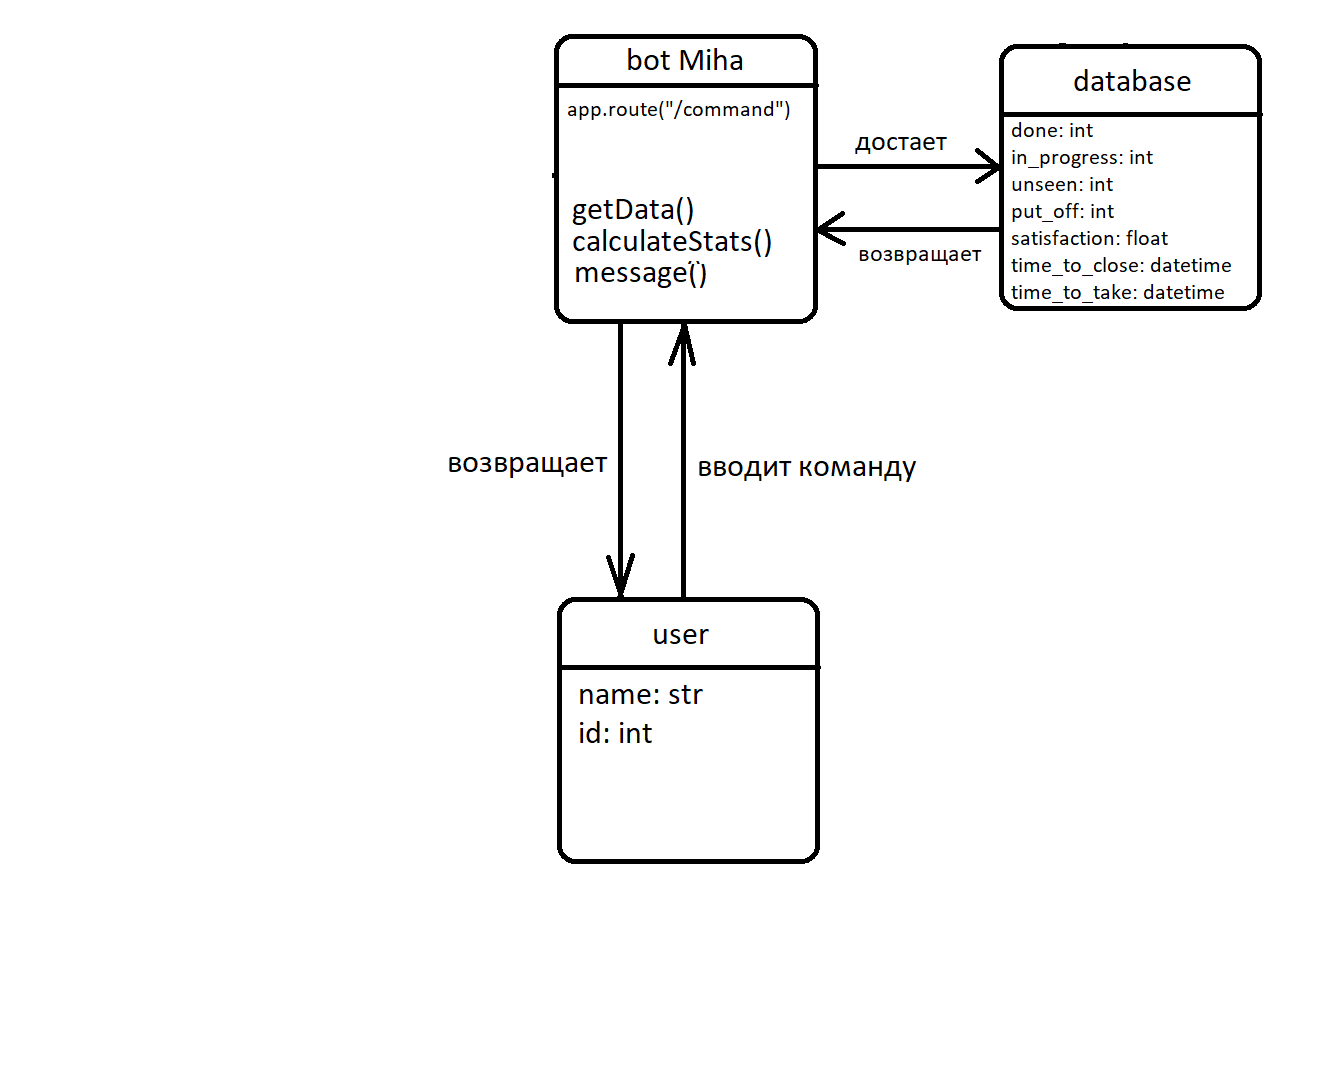 bot Miha
app.route("/command")
getData()
calculateStats()
message()
достает
возвращает
database
done: int
in_progress: int
unseen: int
put_off: int
satisfaction: float
time_to_close: datetime
time_to_take: datetime
возвращает
вводит команду
user
name: str
id: int